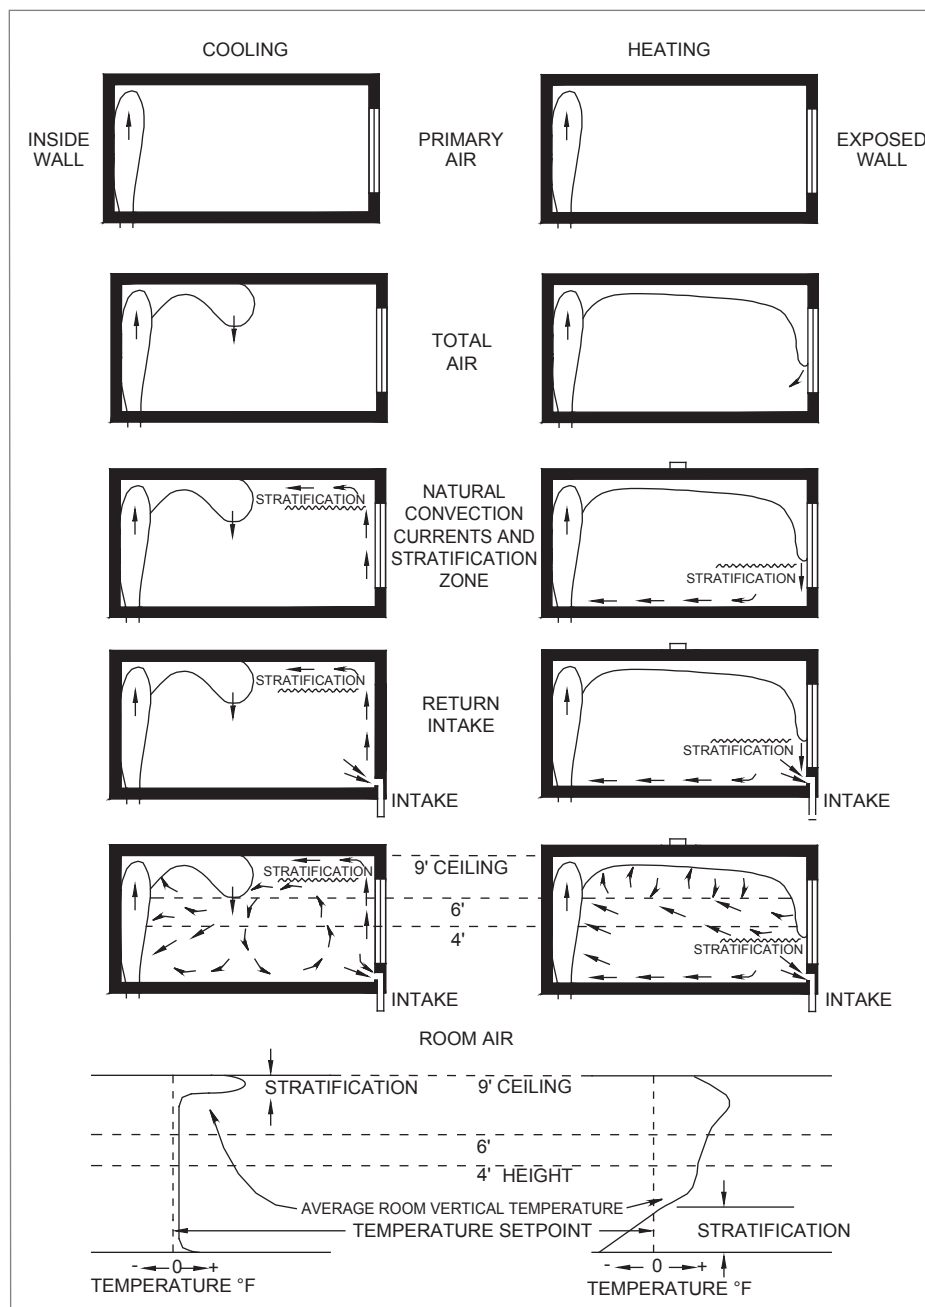 COOLING
HEATING
INSIDE
WALL
PRIMARY
AIR
EXPOSED
WALL
TOTAL
AIR
STRATIFICATION
NATURAL
CONVECTION
CURRENTS AND
STRATIFICATION
ZONE
STRATIFICATION
STRATIFICATION
RETURN
INTAKE
STRATIFICATION
INTAKE
INTAKE
STRATIFICATION
9' CEILING
6'
4'
STRATIFICATION
INTAKE
INTAKE
ROOM AIR
STRATIFICATION
9' CEILING
6'
4' HEIGHT
AVERAGE ROOM VERTICAL TEMPERATURE
TEMPERATURE SETPOINT
STRATIFICATION
- 0 +
TEMPERATURE °F
- 0 +
TEMPERATURE °F